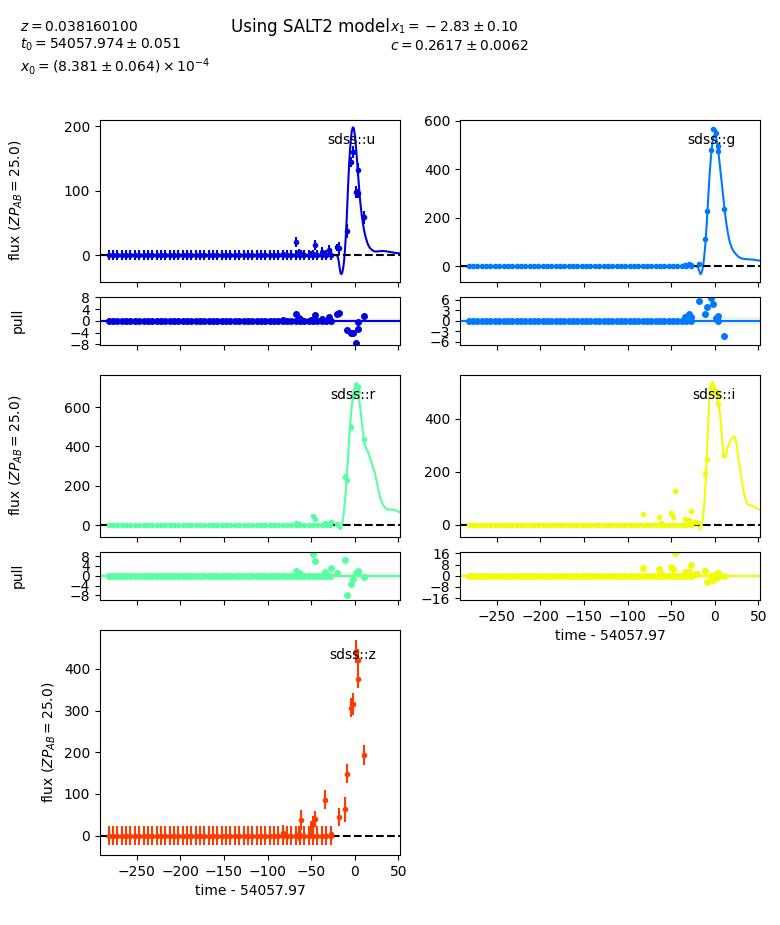 z = 0.038160100
t0 = 54057.974 ± 0.051
x0 = (8.381 ± 0.064) × 10^−4
Using SALT2 model
x1 = −2.83 ± 0.10
c = 0.2617 ± 0.0062
200
100
0
flux (ZP_AB = 25.0)
sdss::u
600
400
200
0
sdss::g
8
4
0
−4
−8
pull
6
3
0
−3
−6
600
400
200
0
flux (ZP_AB = 25.0)
sdss::r
400
200
0
sdss::i
8
4
0
−4
−8
pull
16
8
0
−8
−16
−250 −200 −150 −100 −50 0 50
time - 54057.97
400
300
200
100
0
flux (ZP_AB = 25.0)
sdss::z
−250 −200 −150 −100 −50 0 50
time - 54057.97